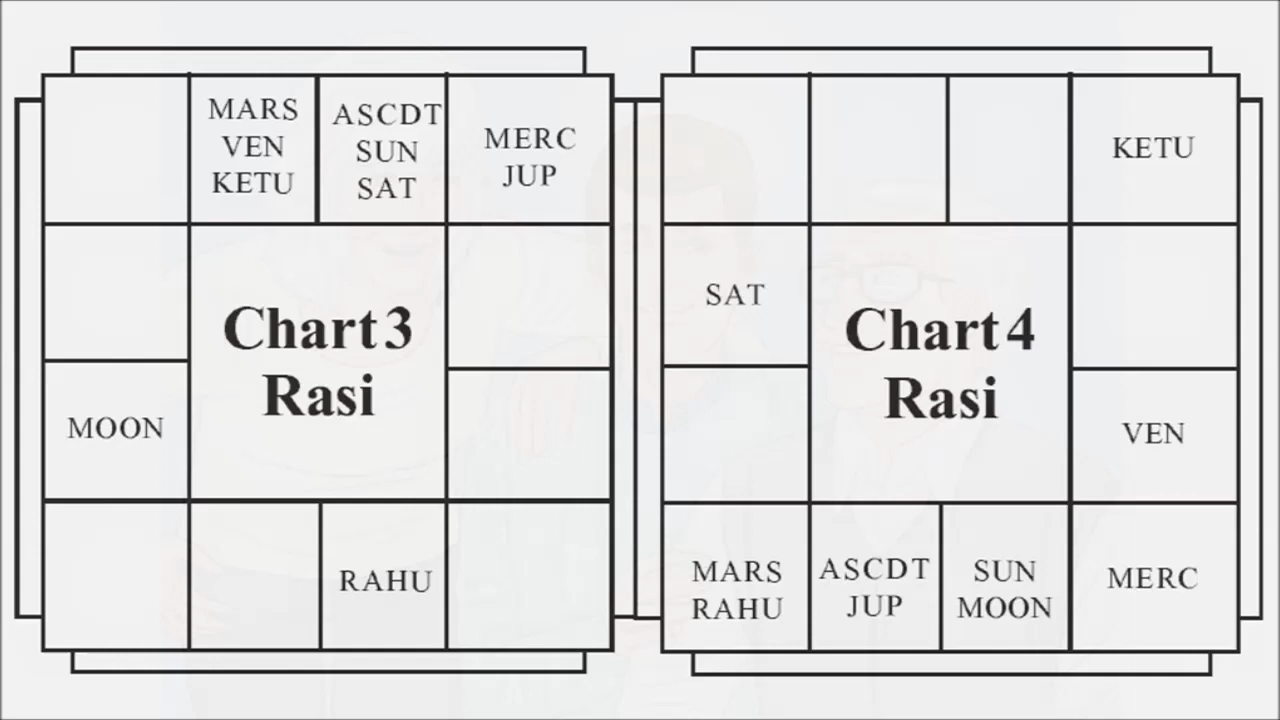 MARS
VEN
KETU
ASCDT
SUN
SAT
MERC
JUP
MOON
RAHU
Chart 3
Rasi
KETU
SAT
VEN
MARS
RAHU
ASCDT
JUP
SUN
MOON
MERC
Chart 4
Rasi